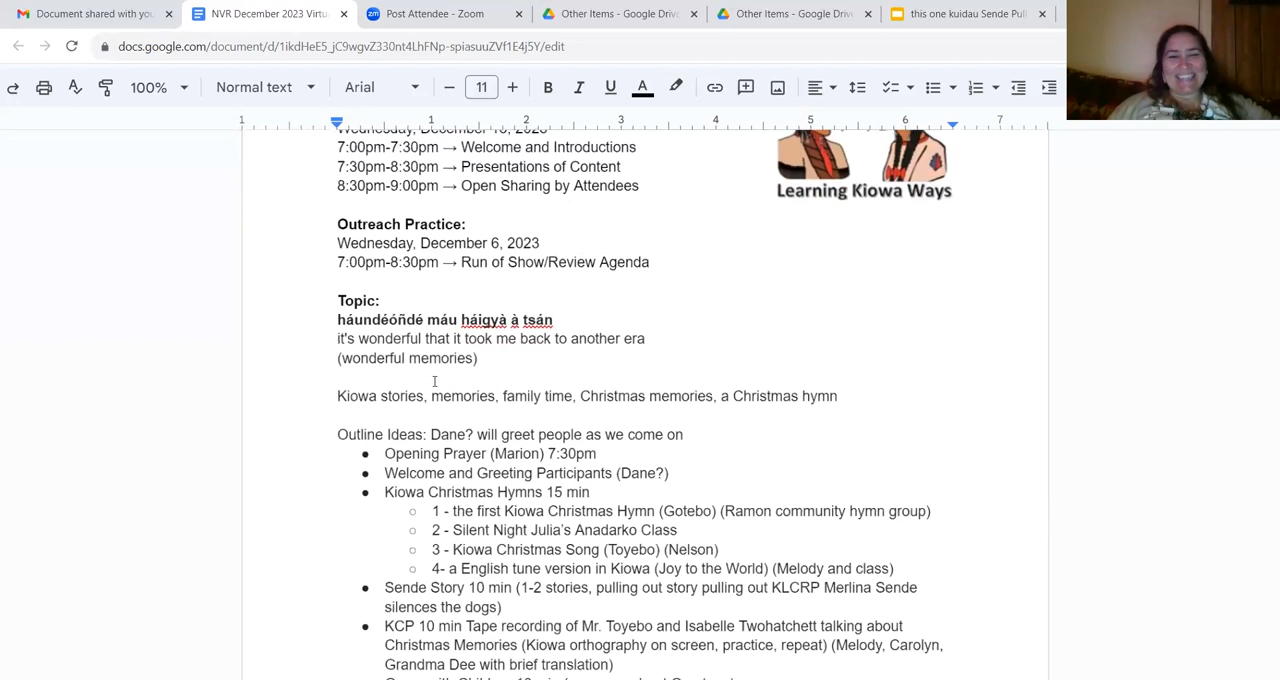 Document shared with you
NVR December 2023 Virtu
Post Attendee - Zoom
Other Items - Google Driv
Other Items - Google Drive
this one kuidau Sende Pull
docs.google.com/document/d/1ikdHeE5_jC9wgvZ330nt4LhFNp-spiasuuZVf1E4j5Y/edit
100% Normal text Arial 11 B I U A
1 1 2 3 4 5 6 7
7:00pm-7:30pm → Welcome and Introductions
7:30pm-8:30pm → Presentations of Content
8:30pm-9:00pm → Open Sharing by Attendees
Learning Kiowa Ways
Outreach Practice:
Wednesday, December 6, 2023
7:00pm-8:30pm → Run of Show/Review Agenda
Topic:
háundéóñdé máu háigyà à tsán
it's wonderful that it took me back to another era
(wonderful memories)
Kiowa stories, memories, family time, Christmas memories, a Christmas hymn
Outline Ideas: Dane? will greet people as we come on
● Opening Prayer (Marion) 7:30pm
● Welcome and Greeting Participants (Dane?)
● Kiowa Christmas Hymns 15 min
○ 1 - the first Kiowa Christmas Hymn (Gotebo) (Ramon community hymn group)
○ 2 - Silent Night Julia’s Anadarko Class
○ 3 - Kiowa Christmas Song (Toyebo) (Nelson)
○ 4- a English tune version in Kiowa (Joy to the World) (Melody and class)
● Sende Story 10 min (1-2 stories, pulling out story pulling out KLCRP Merlina Sende
silences the dogs)
● KCP 10 min Tape recording of Mr. Toyebo and Isabelle Twohatchett talking about
Christmas Memories (Kiowa orthography on screen, practice, repeat) (Melody, Carolyn,
Grandma Dee with brief translation)